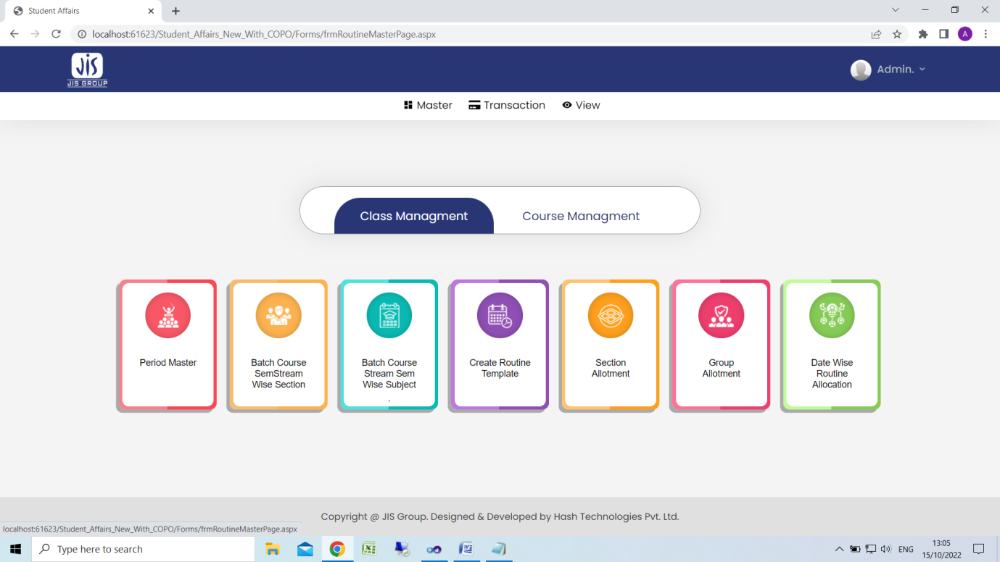 Student Affairs
localhost:61623/Student_Affairs_New_With_COPO/Forms/frmRoutineMasterPage.aspx
A
JIS
JIS GROUP
Admin.
Master Transaction View
Class Managment Course Managment
Period Master
Batch Course
SemStream
Wise Section
Batch Course
Stream Sem
Wise Subject
,
Create Routine
Template
Section
Allotment
Group
Allotment
Date Wise
Routine
Allocation
Copyright @ JIS Group. Designed & Developed by Hash Technologies Pvt. Ltd.
localhost:61623/Student_Affairs_New_With_COPO/Forms/frmRoutineMasterPage.aspx
Type here to search
ENG
13:05
15/10/2022